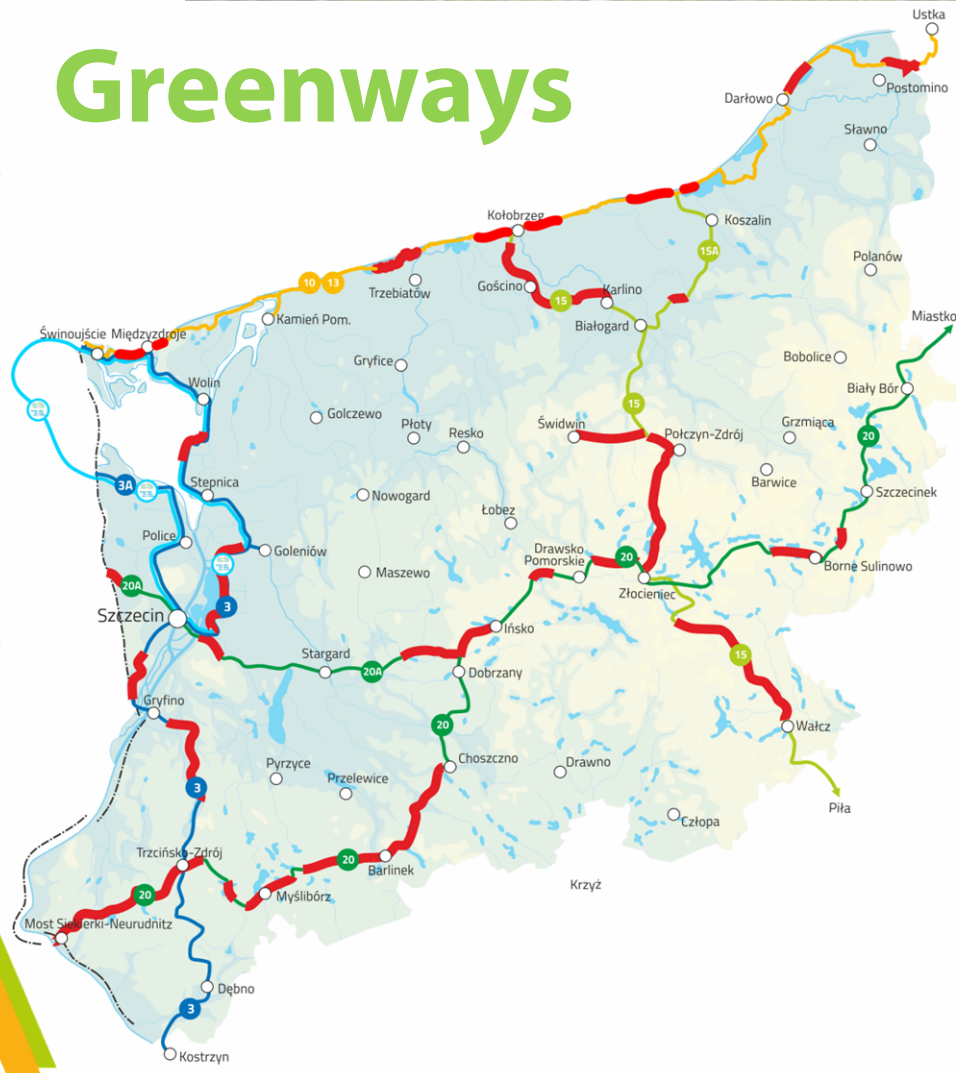 Greenways
Ustka
Postomino
Darłowo
Sławno
Kołobrzeg
Koszalin
15A
Polanów
10
13
Trzebiatów
Gościno
15
Karlino
Kamień Pom.
Białogard
Miastko
Świnoujście
Międzyzdroje
Bobolice
Gryfice
Biały Bór
Wolin
15
Golczewo
Płoty
Resko
Świdwin
Połczyn-Zdrój
Grzmiąca
20
Barwice
3A
Stepnica
Nowogard
Szczecinek
Łobez
Police
Goleniów
Drawsko
Pomorskie
20
Borne Sulinowo
Maszewo
20A
Złocieniec
3
Szczecin
Ińsko
Stargard
20A
15
Dobrzany
Gryfino
20
Wałcz
Choszczno
Pyrzyce
Drawno
3
Przelewice
Piła
Człopa
Trzcińsko-Zdrój
20
Barlinek
Krzyż
20
Myślibórz
Most Siekierki-Neurudnitz
Dębno
3
Kostrzyn